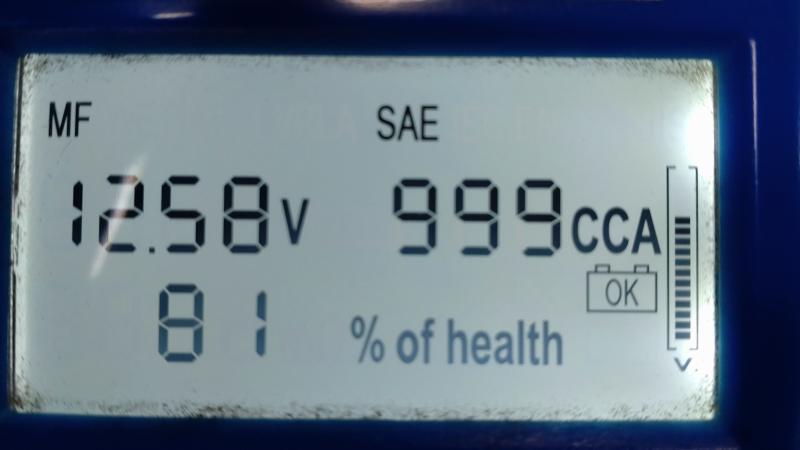 MF SAE
12.58V 999CCA
OK
81 % of health